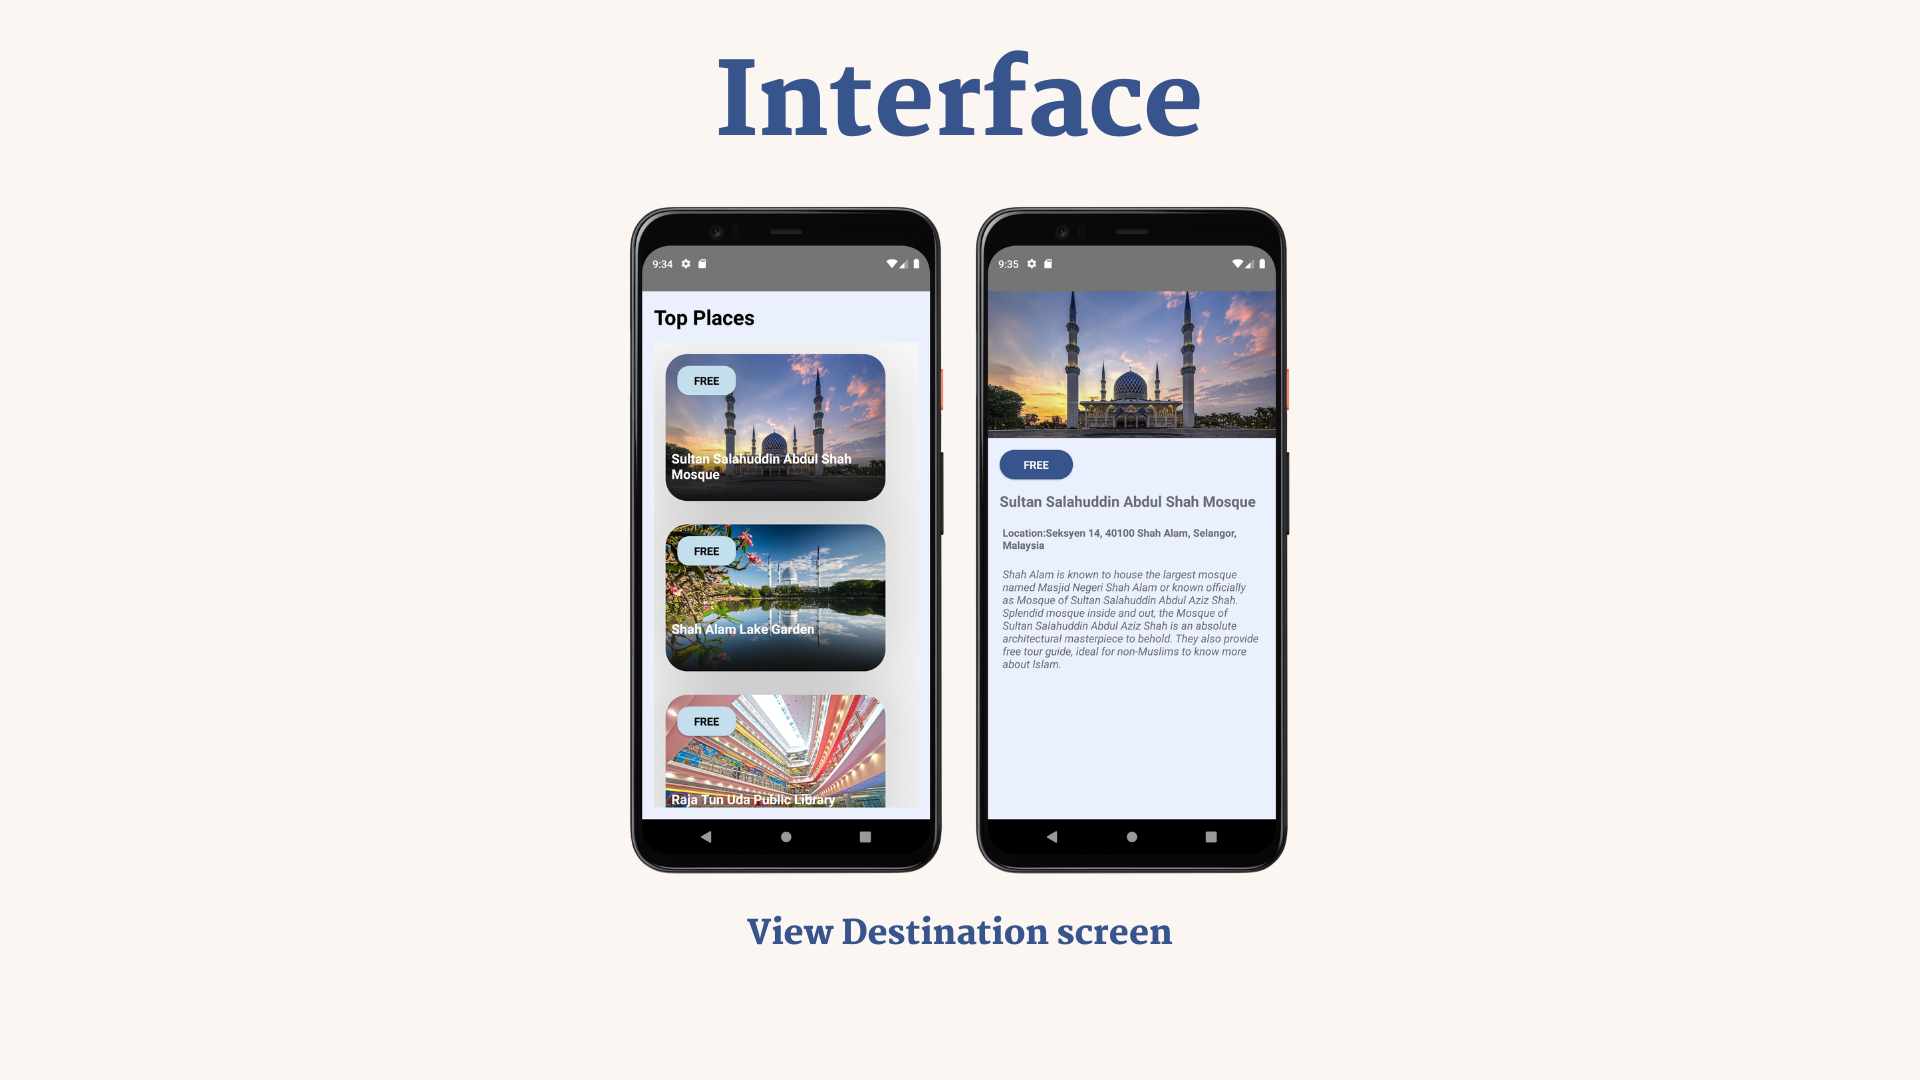 Interface
9:34
Top Places
FREE
Sultan Salahuddin Abdul Shah
Mosque
FREE
Shah Alam Lake Garden
FREE
Raja Tun Uda Public Library
9:35
FREE
Sultan Salahuddin Abdul Shah Mosque
Location:Seksyen 14, 40100 Shah Alam, Selangor,
Malaysia
Shah Alam is known to house the largest mosque
named Masjid Negeri Shah Alam or known officially
as Mosque of Sultan Salahuddin Abdul Aziz Shah.
Splendid mosque inside and out, the Mosque of
Sultan Salahuddin Abdul Aziz Shah is an absolute
architectural masterpiece to behold. They also provide
free tour guide, ideal for non-Muslims to know more
about Islam.
View Destination screen